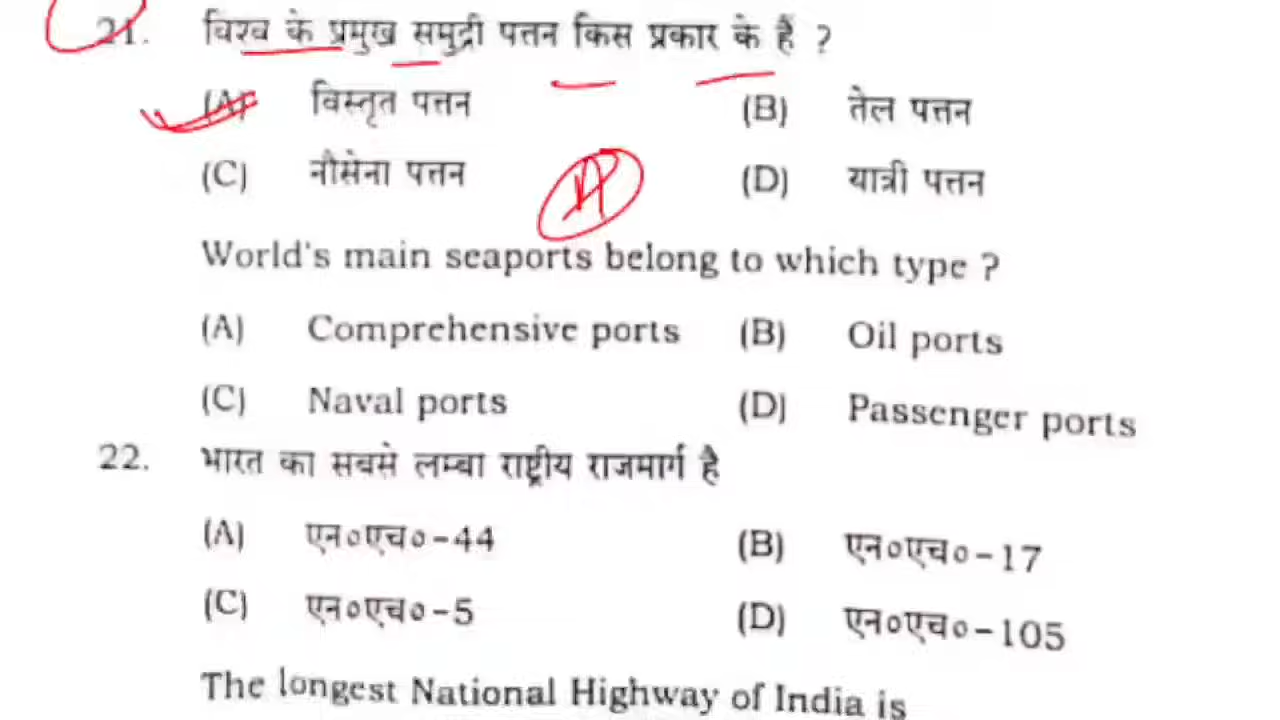 21. विश्व के प्रमुख समुद्री पत्तन किस प्रकार के हैं ?
(A) विस्तृत पत्तन (B) तेल पत्तन
(C) नौसेना पत्तन (D) यात्री पत्तन
A
World's main seaports belong to which type ?
(A) Comprehensive ports (B) Oil ports
(C) Naval ports (D) Passenger ports
22. भारत का सबसे लम्बा राष्ट्रीय राजमार्ग है
(A) एन०एच०-44 (B) एन०एच०-17
(C) एन०एच०-5 (D) एन०एच०-105
The longest National Highway of India is